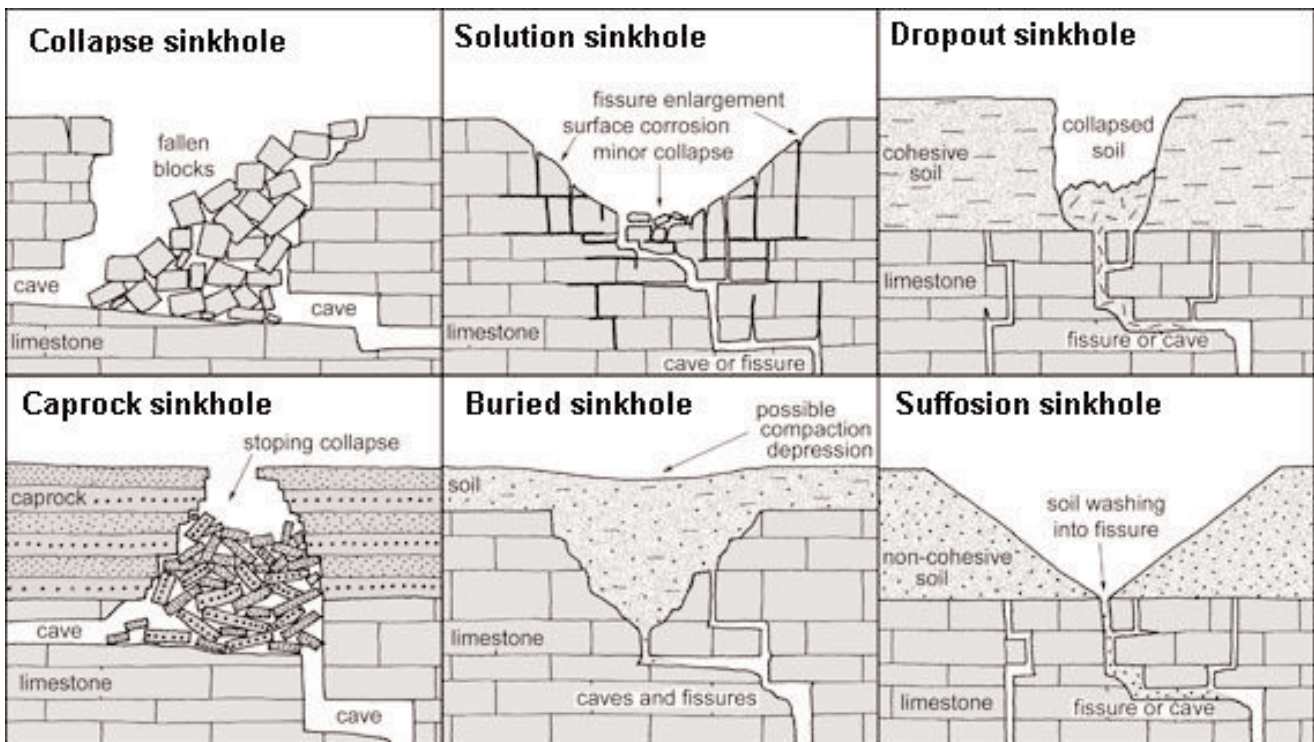 Collapse sinkhole
fallen
blocks
cave
cave
limestone
Solution sinkhole
fissure enlargement
surface corrosion
minor collapse
limestone
cave or fissure
Dropout sinkhole
collapsed
soil
cohesive
soil
limestone
fissure or cave
Caprock sinkhole
stoping collapse
caprock
cave
limestone
cave
Buried sinkhole
possible
compaction
depression
soil
limestone
caves and fissures
Suffosion sinkhole
soil washing
into fissure
non-cohesive
soil
limestone
fissure or cave